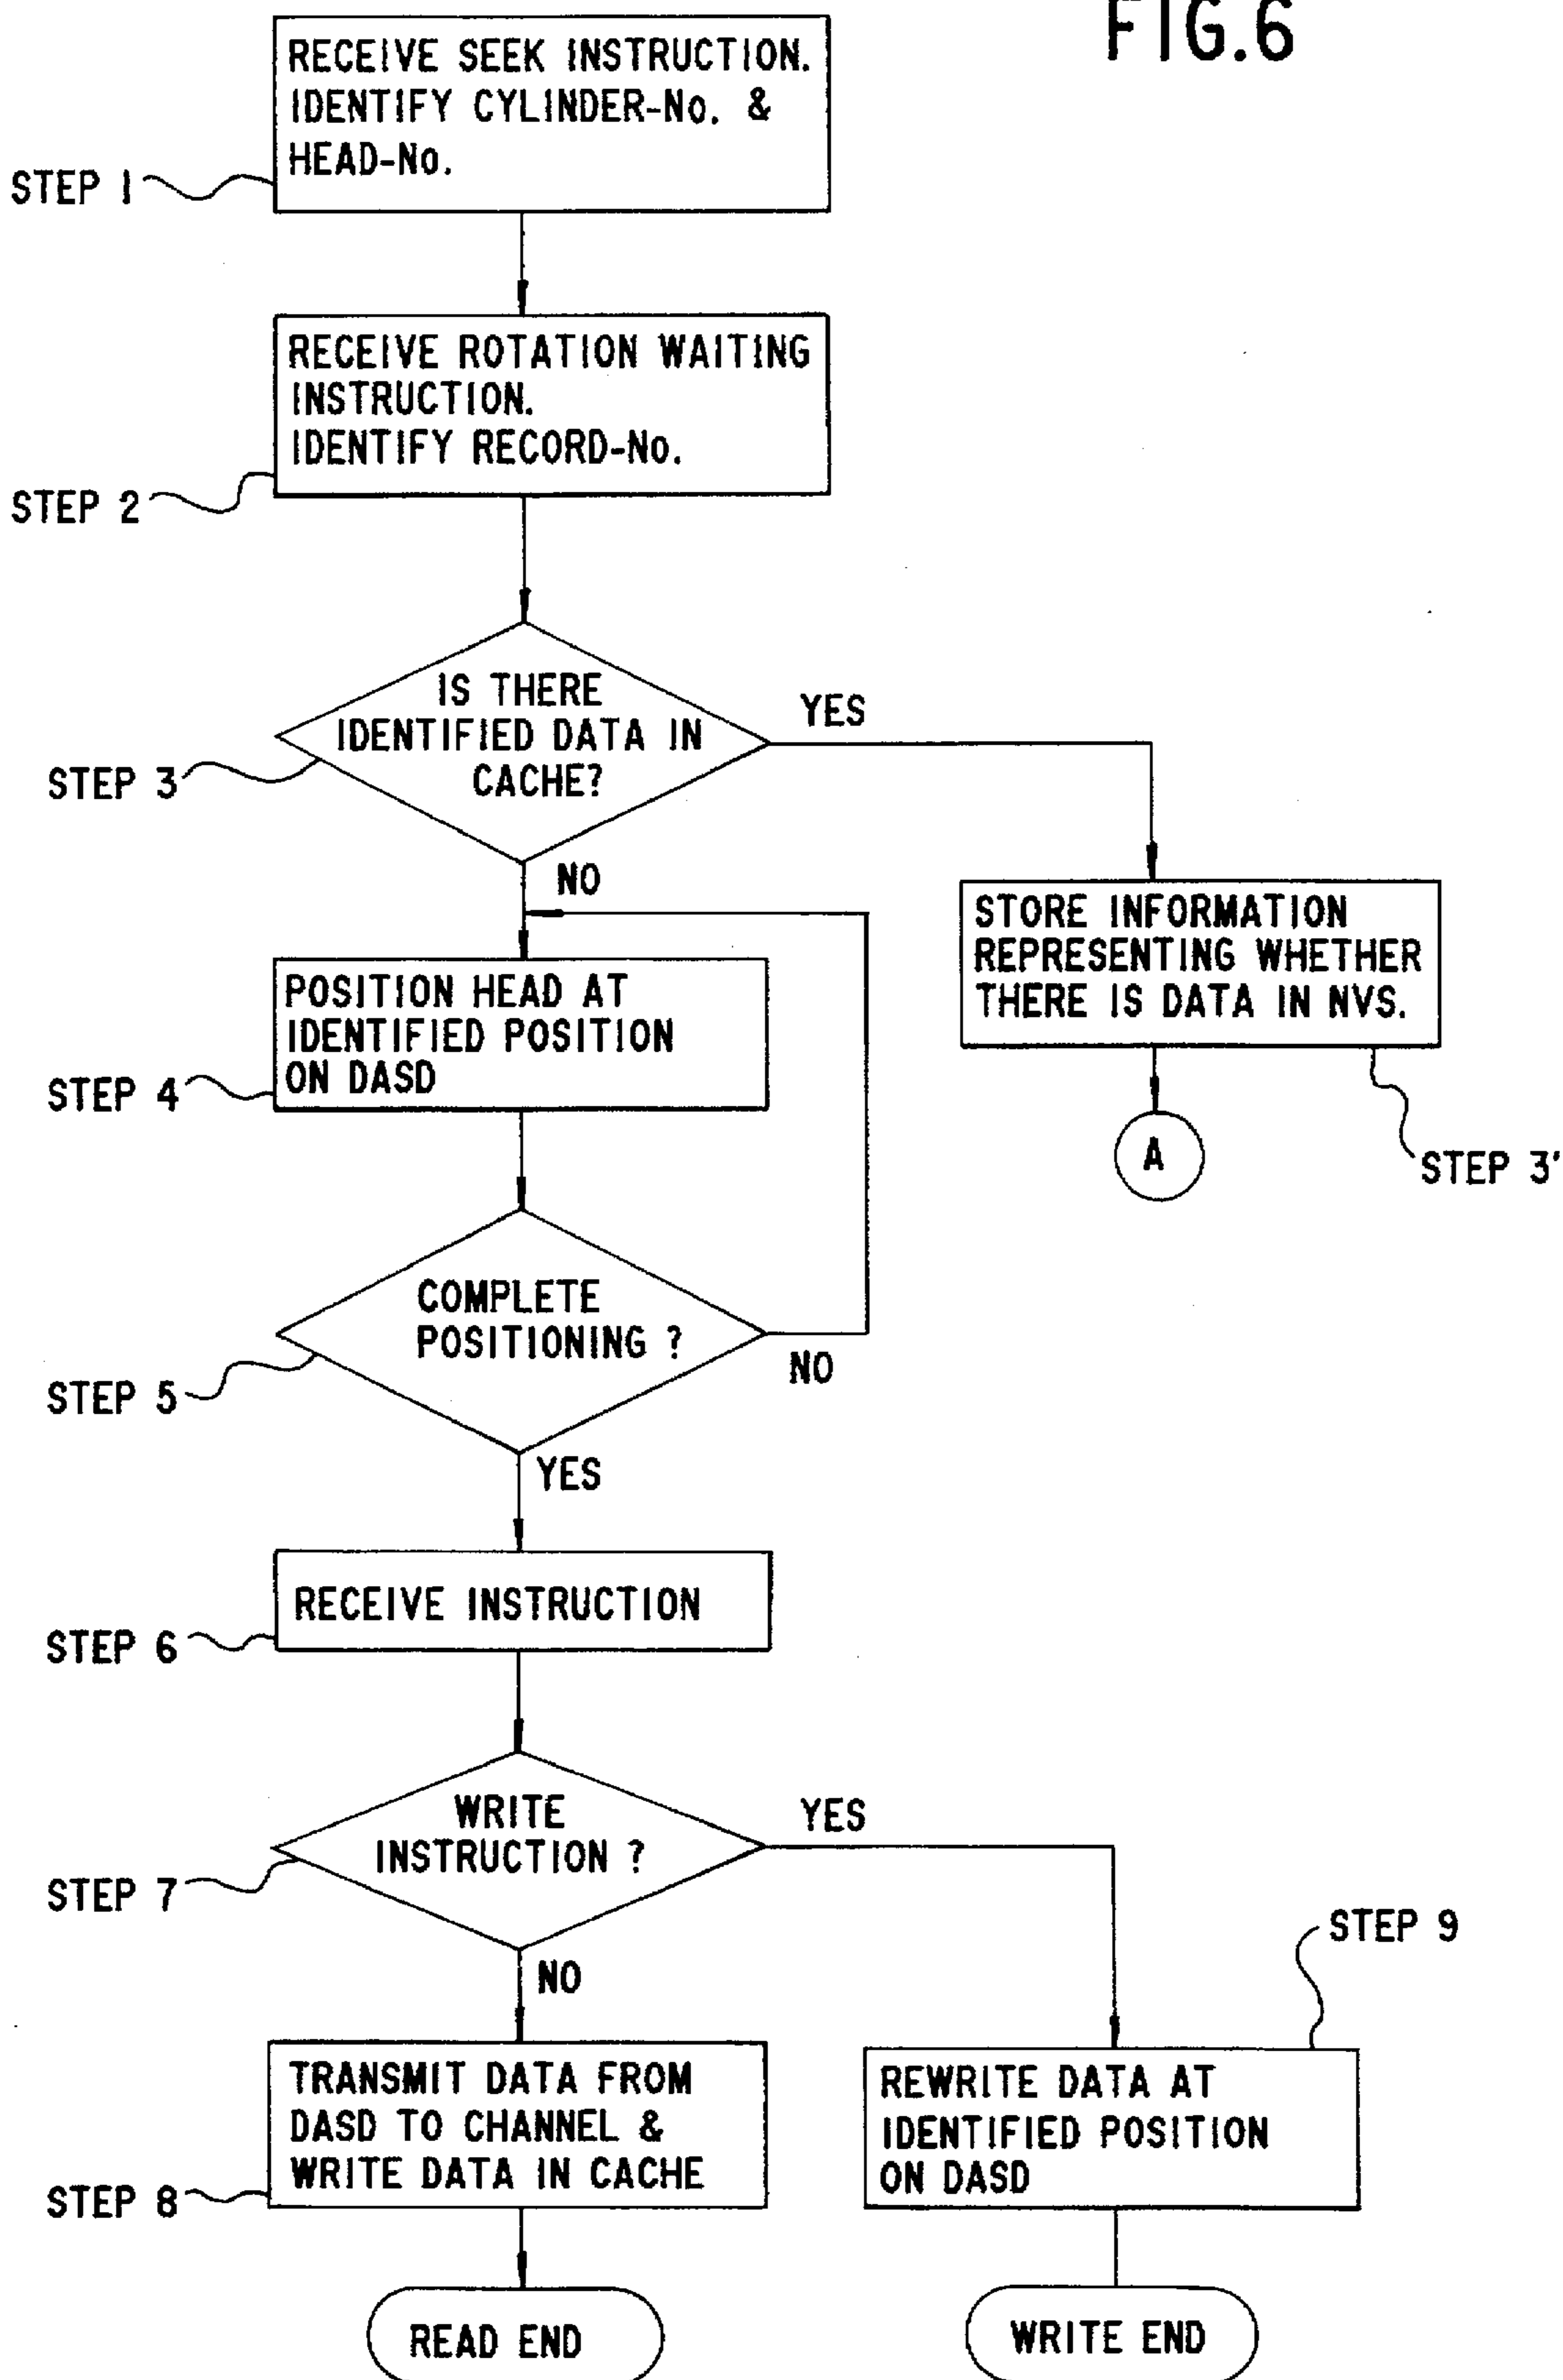 FIG.6
RECEIVE SEEK INSTRUCTION.
IDENTIFY CYLINDER-No. &
HEAD-No.
STEP 1
RECEIVE ROTATION WAITING
INSTRUCTION.
IDENTIFY RECORD-No.
STEP 2
IS THERE
IDENTIFIED DATA IN
CACHE?
YES
STEP 3
NO
STORE INFORMATION
REPRESENTING WHETHER
THERE IS DATA IN NVS.
STEP 3'
A
POSITION HEAD AT
IDENTIFIED POSITION
ON DASD
STEP 4
COMPLETE
POSITIONING ?
NO
STEP 5
YES
RECEIVE INSTRUCTION
STEP 6
WRITE
INSTRUCTION ?
YES
STEP 7
NO
STEP 9
TRANSMIT DATA FROM
DASD TO CHANNEL &
WRITE DATA IN CACHE
STEP 8
REWRITE DATA AT
IDENTIFIED POSITION
ON DASD
READ END
WRITE END